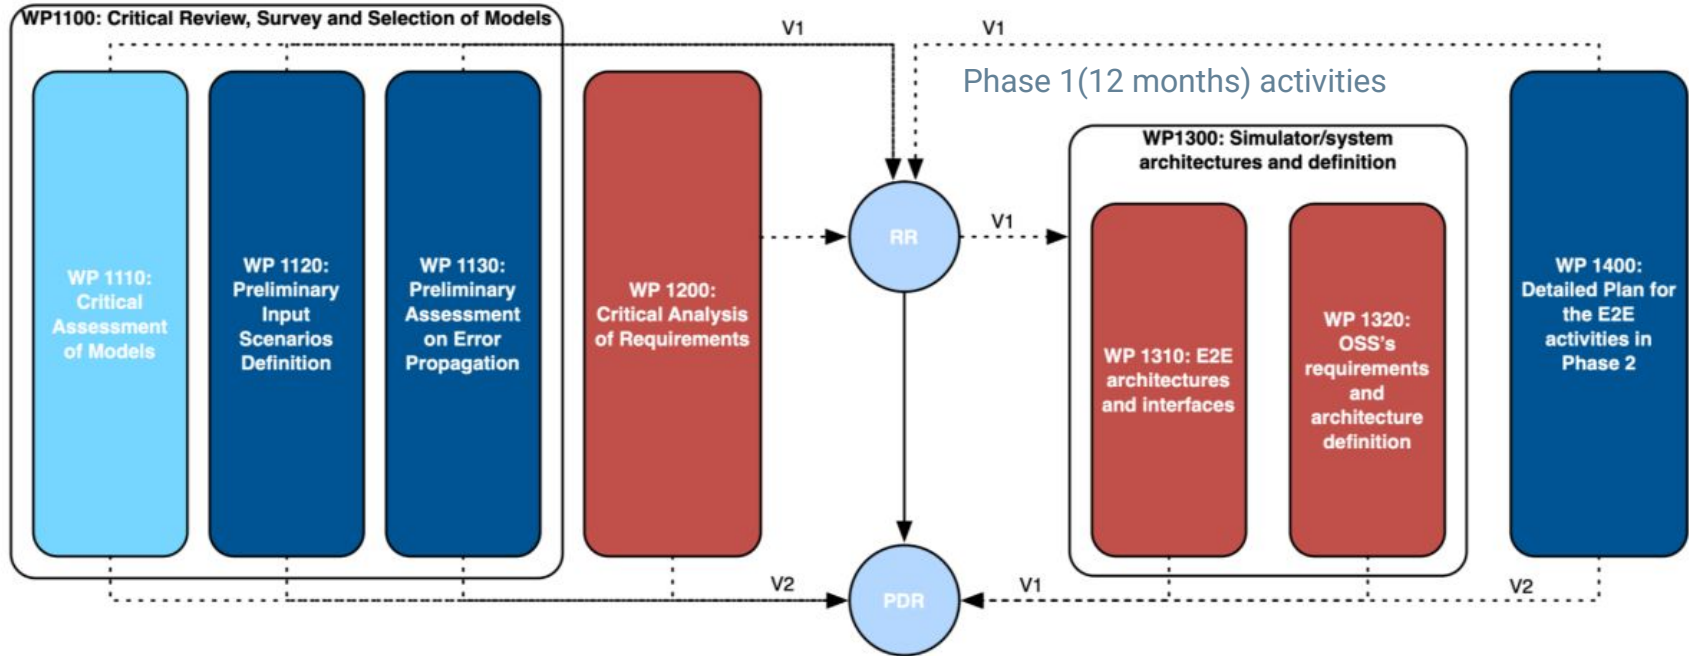 WP1100: Critical Review, Survey and Selection of Models
V1
V1
Phase 1(12 months) activities
WP 1110:
Critical
Assessment
of Models
WP 1120:
Preliminary
Input
Scenarios
Definition
WP 1130:
Preliminary
Assessment
on Error
Propagation
WP 1200:
Critical Analysis
of Requirements
RR
V1
WP1300: Simulator/system
architectures and definition
WP 1310: E2E
architectures
and interfaces
WP 1320:
OSS's
requirements
and
architecture
definition
WP 1400:
Detailed Plan for
the E2E
activities in
Phase 2
V2
PDR
V1
V2